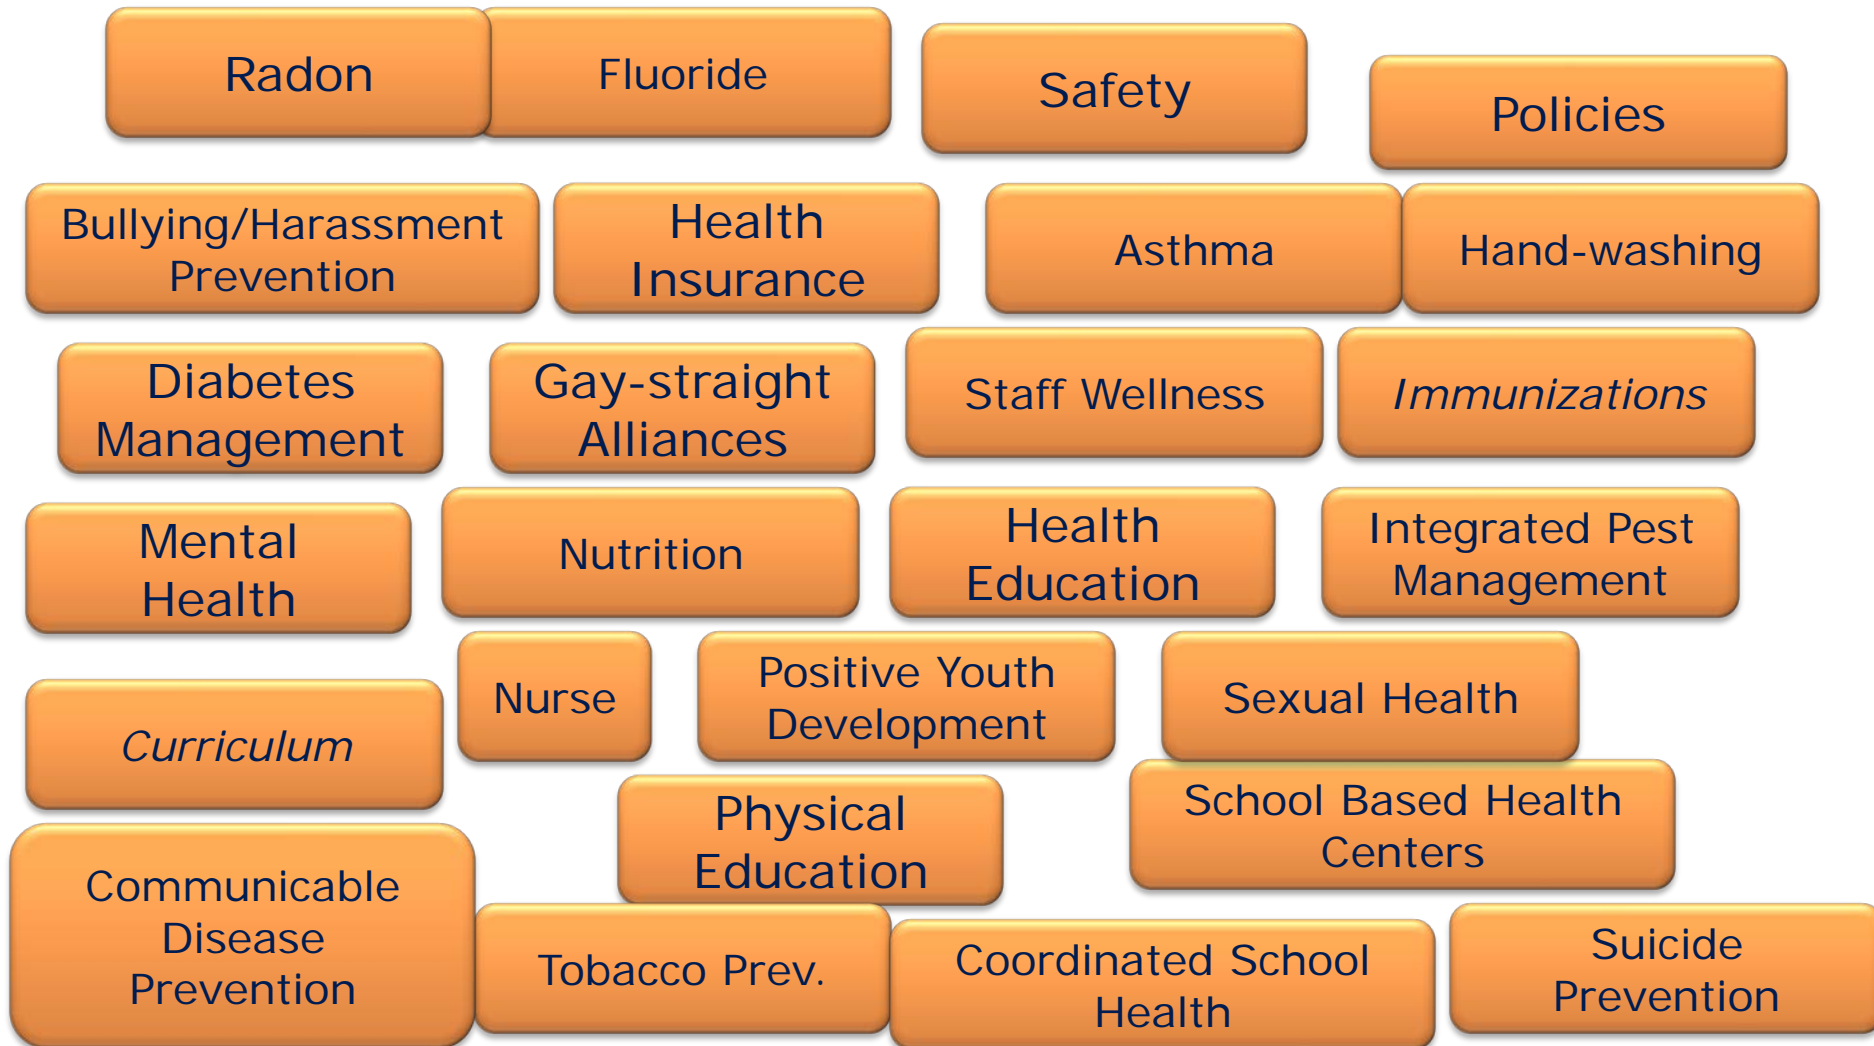 Radon
Fluoride
Safety
Policies
Bullying/Harassment
Prevention
Health
Insurance
Asthma
Hand-washing
Diabetes
Management
Gay-straight
Alliances
Staff Wellness
Immunizations
Mental
Health
Nutrition
Health
Education
Integrated Pest
Management
Curriculum
Nurse
Positive Youth
Development
Sexual Health
Physical
Education
School Based Health
Centers
Communicable
Disease
Prevention
Tobacco Prev.
Coordinated School
Health
Suicide
Prevention